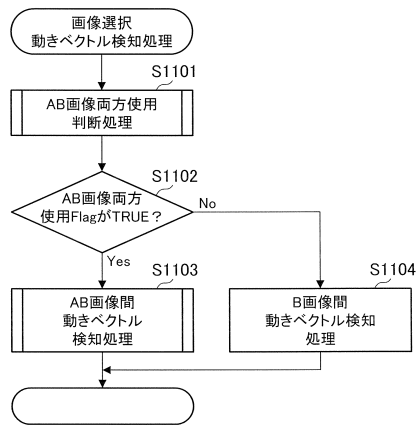 画像選択
動きベクトル検知処理
S1101
AB画像両方使用
判断処理
S1102
AB画像両方
使用FlagがTRUE？
No
Yes
S1103
AB画像間
動きベクトル
検知処理
S1104
B画像間
動きベクトル検知
処理